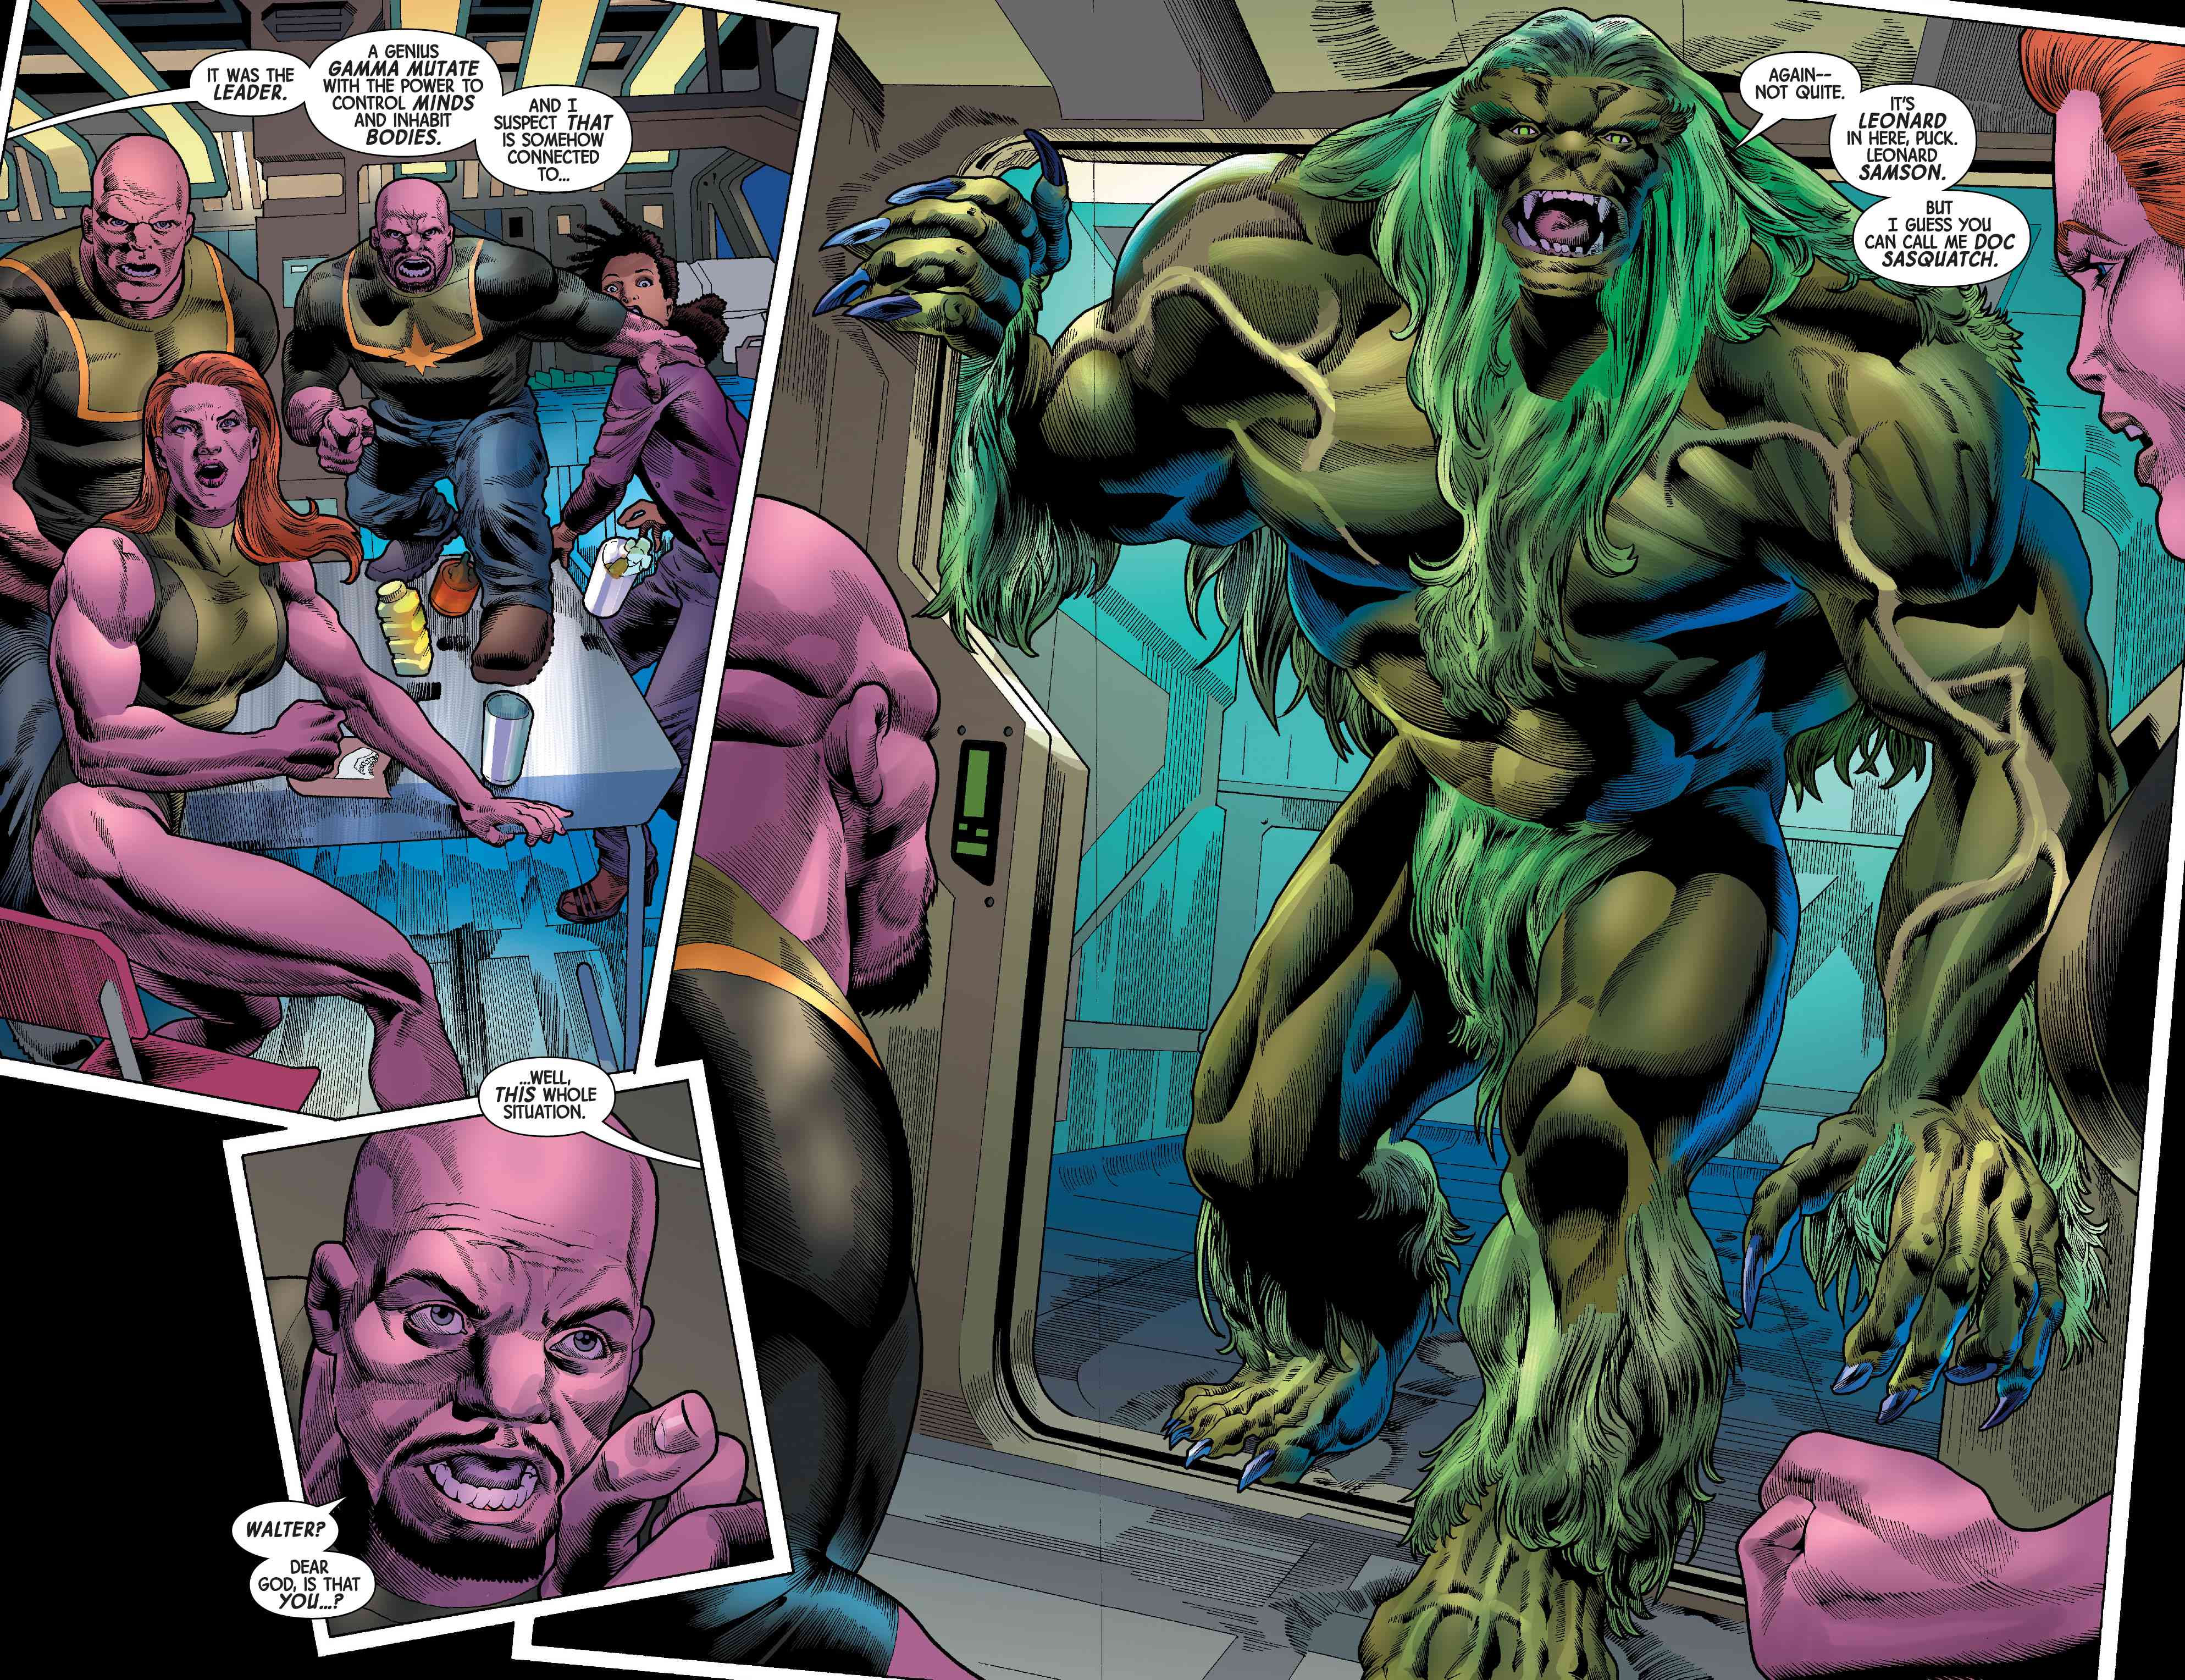 IT WAS THE
LEADER.
A GENIUS
GAMMA MUTATE
WITH THE POWER TO
CONTROL MINDS
AND INHABIT
BODIES.
AND I
SUSPECT THAT
IS SOMEHOW
CONNECTED
TO...
...WELL,
THIS WHOLE
SITUATION.
WALTER?
DEAR
GOD, IS THAT
YOU...?
AGAIN--
NOT QUITE.
IT'S
LEONARD
IN HERE, PUCK.
LEONARD
SAMSON.
BUT
I GUESS YOU
CAN CALL ME DOC
SASQUATCH.